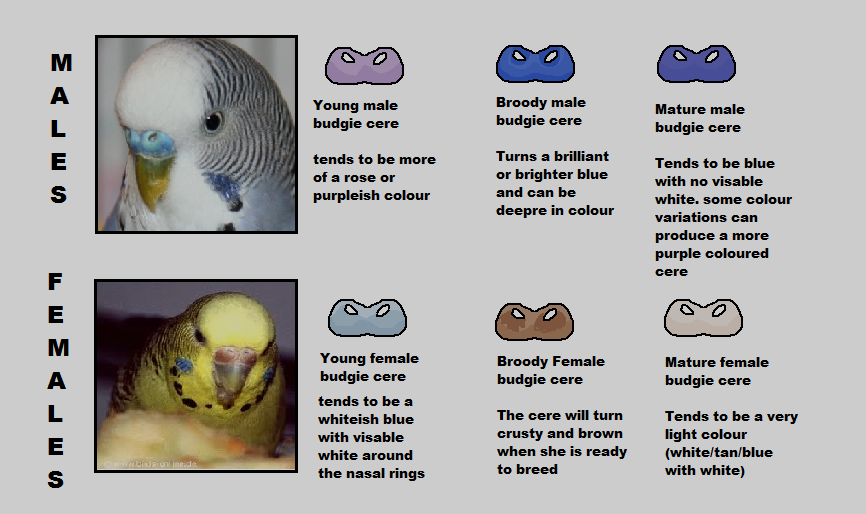 MALES
Young male
budgie cere
tends to be more
of a rose or
purpleish colour
Broody male
budgie cere
Turns a brilliant
or brighter blue
and can be
deepre in colour
Mature male
budgie cere
Tends to be blue
with no visable
white. some colour
variations can
produce a more
purple coloured
cere
FEMALES
Young female
budgie cere
tends to be a
whiteish blue
with visable
white around
the nasal rings
Broody Female
budgie cere
The cere will turn
crusty and brown
when she is ready
to breed
Mature female
budgie cere
Tends to be a very
light colour
(white/tan/blue
with white)